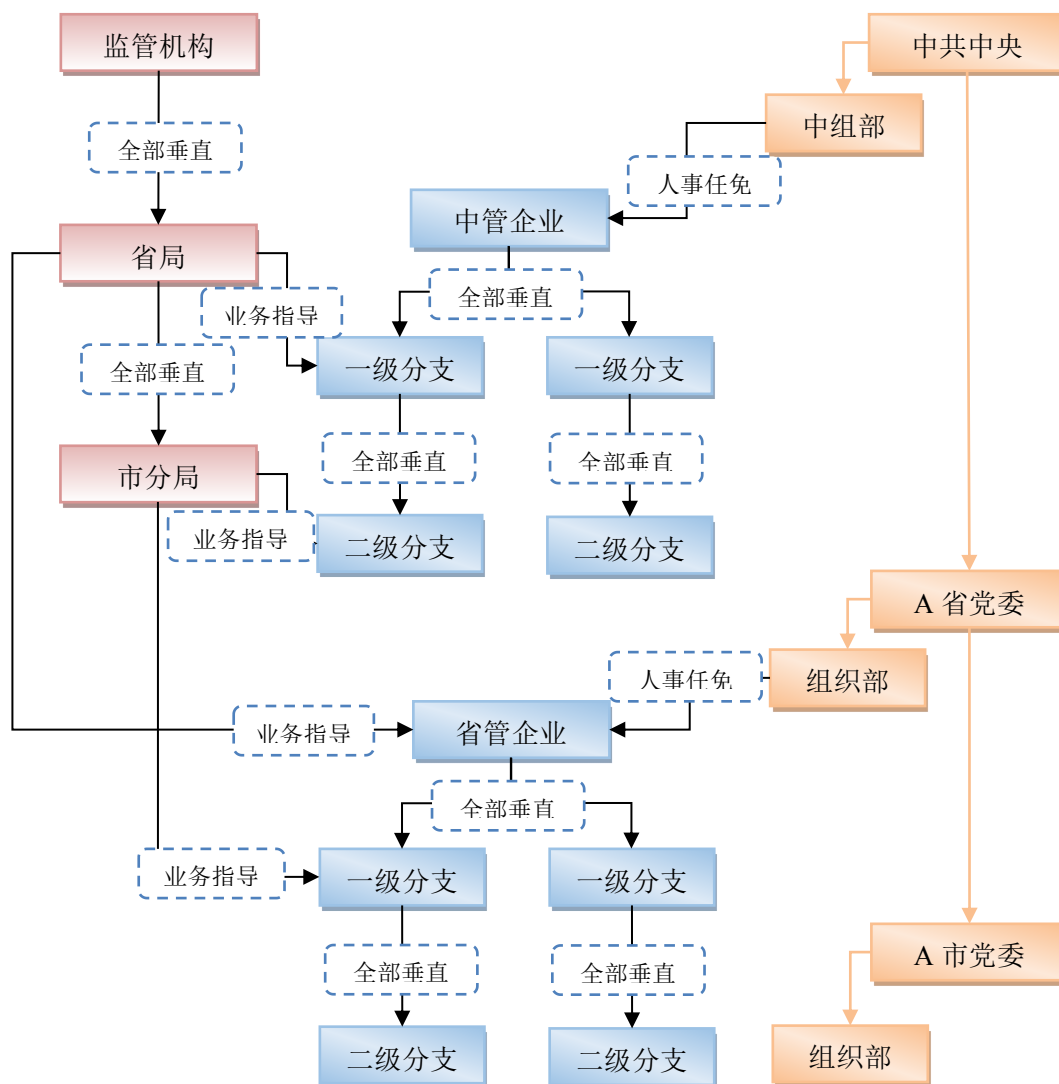 监管机构
中共中央
中组部
全部垂直
人事任免
中管企业
省局
全部垂直
业务指导
一级分支
一级分支
全部垂直
全部垂直
全部垂直
市分局
业务指导
二级分支
二级分支
A 省党委
人事任免
组织部
业务指导
省管企业
全部垂直
业务指导
一级分支
一级分支
A 市党委
全部垂直
全部垂直
二级分支
二级分支
组织部